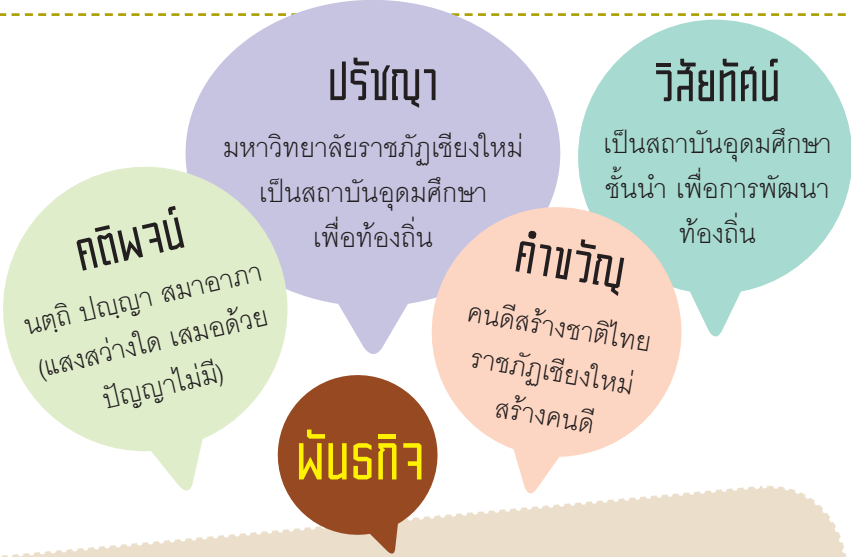 ปรัชญา
มหาวิทยาลัยราชภัฏเชียงใหม่
เป็นสถาบันอุดมศึกษา
เพื่อท้องถิ่น
วิสัยทัศน์
เป็นสถาบันอุดมศึกษา
ชั้นนำ เพื่อการพัฒนา
ท้องถิ่น
คติพจน์
นตฺถิ ปญฺญา สมาอาภา
(แสงสว่างใด เสมอด้วย
ปัญญาไม่มี)
คำขวัญ
คนดีสร้างชาติไทย
ราชภัฏเชียงใหม่
สร้างคนดี
พันธกิจ